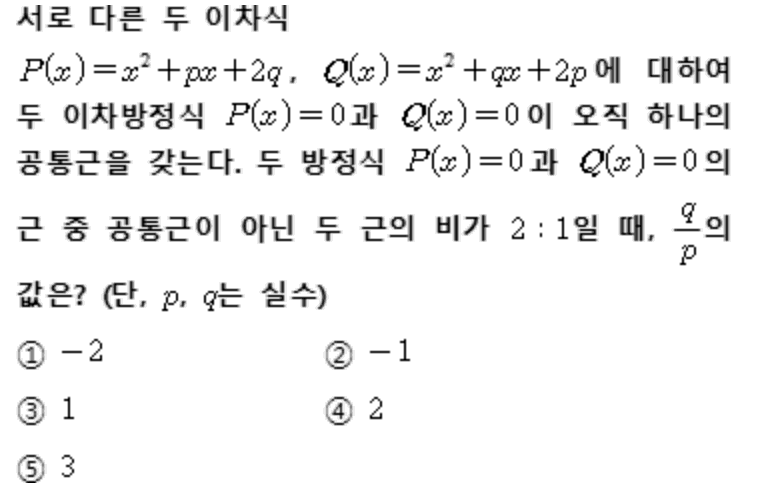 서로 다른 두 이차식
P(x)=x²+px+2q, Q(x)=x²+qx+2p에 대하여
두 이차방정식 P(x)=0과 Q(x)=0이 오직 하나의
공통근을 갖는다. 두 방정식 P(x)=0과 Q(x)=0의
근 중 공통근이 아닌 두 근의 비가 2 : 1일 때, q/p의
값은? (단, p, q는 실수)
① -2 ② -1
③ 1 ④ 2
⑤ 3